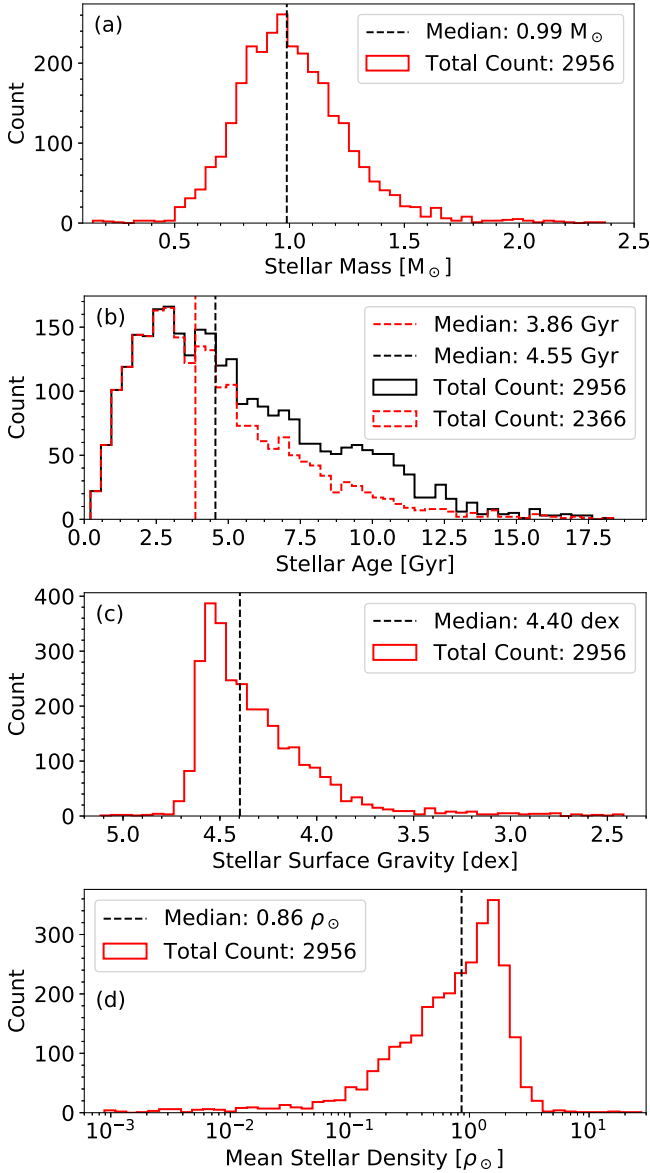 (a)
Median: 0.99 M⊙
Total Count: 2956
200
100
0
Count
0.5 1.0 1.5 2.0 2.5
Stellar Mass [M⊙]
(b)
Median: 3.86 Gyr
Median: 4.55 Gyr
Total Count: 2956
Total Count: 2366
150
100
50
0
Count
0.0 2.5 5.0 7.5 10.0 12.5 15.0 17.5
Stellar Age [Gyr]
(c)
Median: 4.40 dex
Total Count: 2956
400
300
200
100
0
Count
5.0 4.5 4.0 3.5 3.0 2.5
Stellar Surface Gravity [dex]
Median: 0.86 ρ⊙
Total Count: 2956
(d)
300
200
100
0
Count
10⁻³ 10⁻² 10⁻¹ 10⁰ 10¹
Mean Stellar Density [ρ⊙]